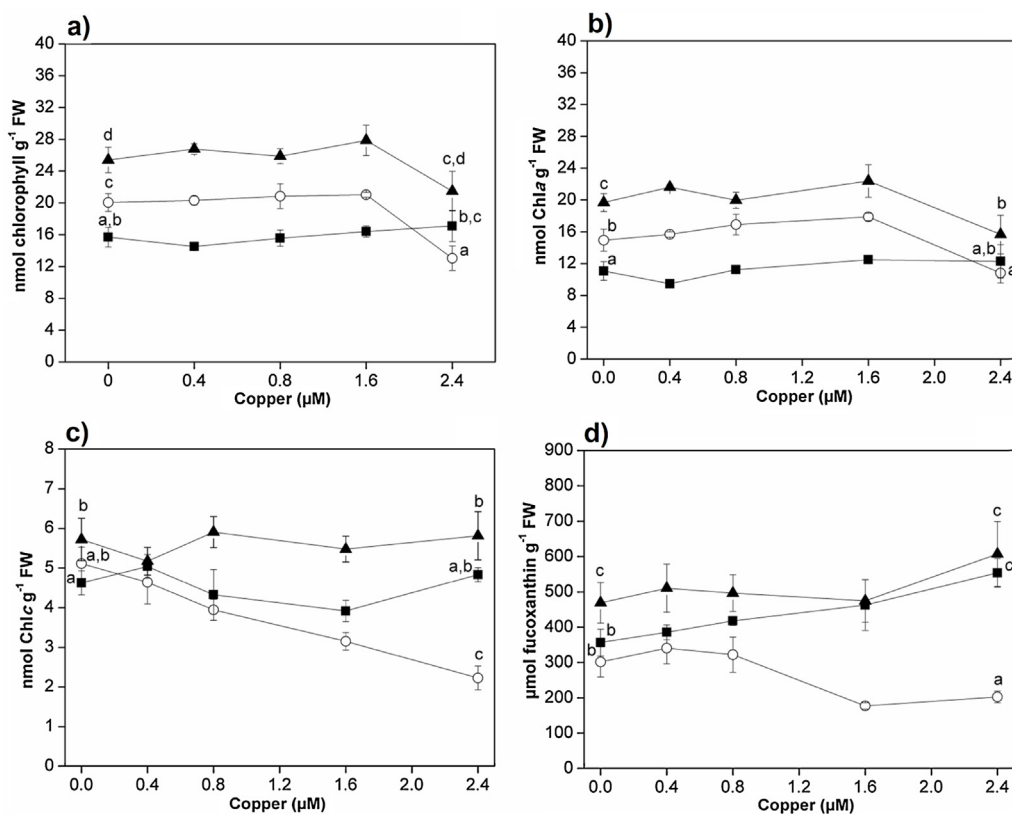 a)
nmol chlorophyll g-1 FW
40
36
32
28
24
20
16
12
8
4
0
d
c
a,b
c,d
b,c
a
0 0.4 0.8 1.6 2.4
Copper (µM)
b)
nmol Chla g-1 FW
40
36
32
28
24
20
16
12
8
4
0
c
b
a
b
a,b
a
0.0 0.4 0.8 1.2 1.6 2.0 2.4
Copper (µM)
c)
nmol Chlc g-1 FW
8
7
6
5
4
3
2
1
0
b
a,b
a
b
a,b
c
0.0 0.4 0.8 1.2 1.6 2.0 2.4
Copper (µM)
d)
µmol fucoxanthin g-1 FW
900
800
700
600
500
400
300
200
100
0
c
b
b
c
c
a
0.0 0.4 0.8 1.2 1.6 2.0 2.4
Copper (µM)